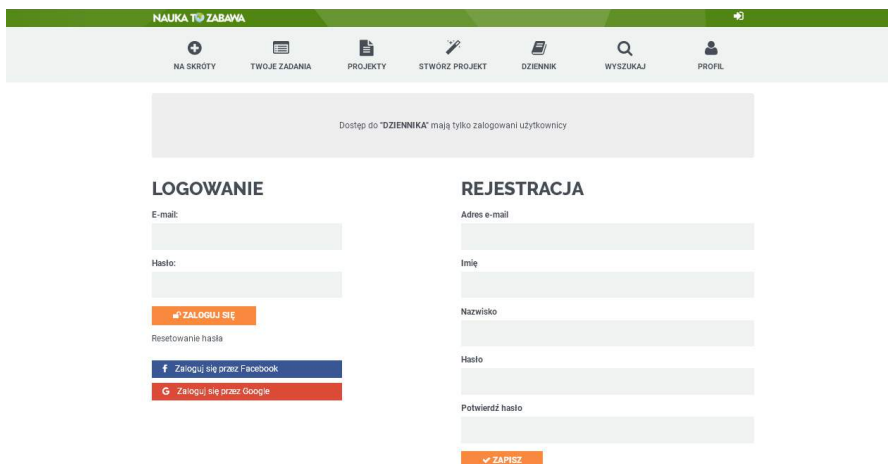 NAUKA TO ZABAWA
NA SKRÓTY
TWOJE ZADANIA
PROJEKTY
STWÓRZ PROJEKT
DZIENNIK
WYSZUKAJ
PROFIL
Dostęp do "DZIENNIKA" mają tylko zalogowani użytkownicy
LOGOWANIE
E-mail:
Hasło:
ZALOGUJ SIĘ
Resetowanie hasła
Zaloguj się przez Facebook
Zaloguj się przez Google
REJESTRACJA
Adres e-mail
Imię
Nazwisko
Hasło
Potwierdź hasło
ZAPISZ